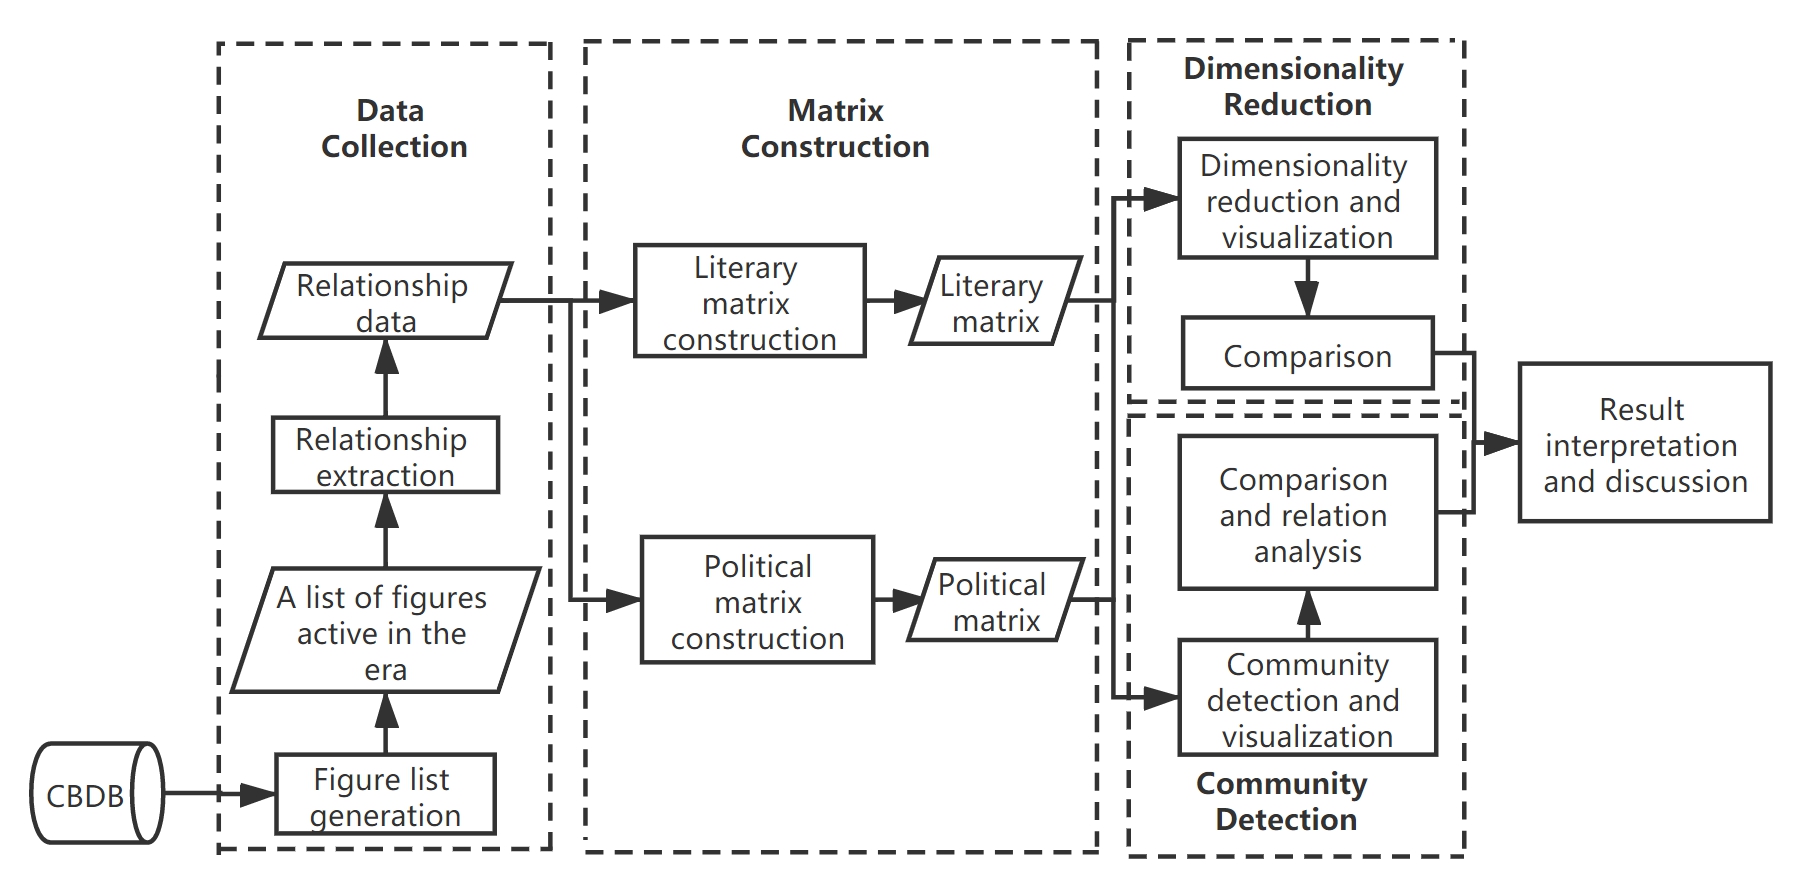 Data
Collection
Relationship
data
Relationship
extraction
A list of figures
active in the
era
Figure list
generation
CBDB
Matrix
Construction
Literary
matrix
construction
Literary
matrix
Political
matrix
construction
Political
matrix
Dimensionality
Reduction
Dimensionality
reduction and
visualization
Comparison
Comparison
and relation
analysis
Community
detection and
visualization
Community
Detection
Result
interpretation
and discussion